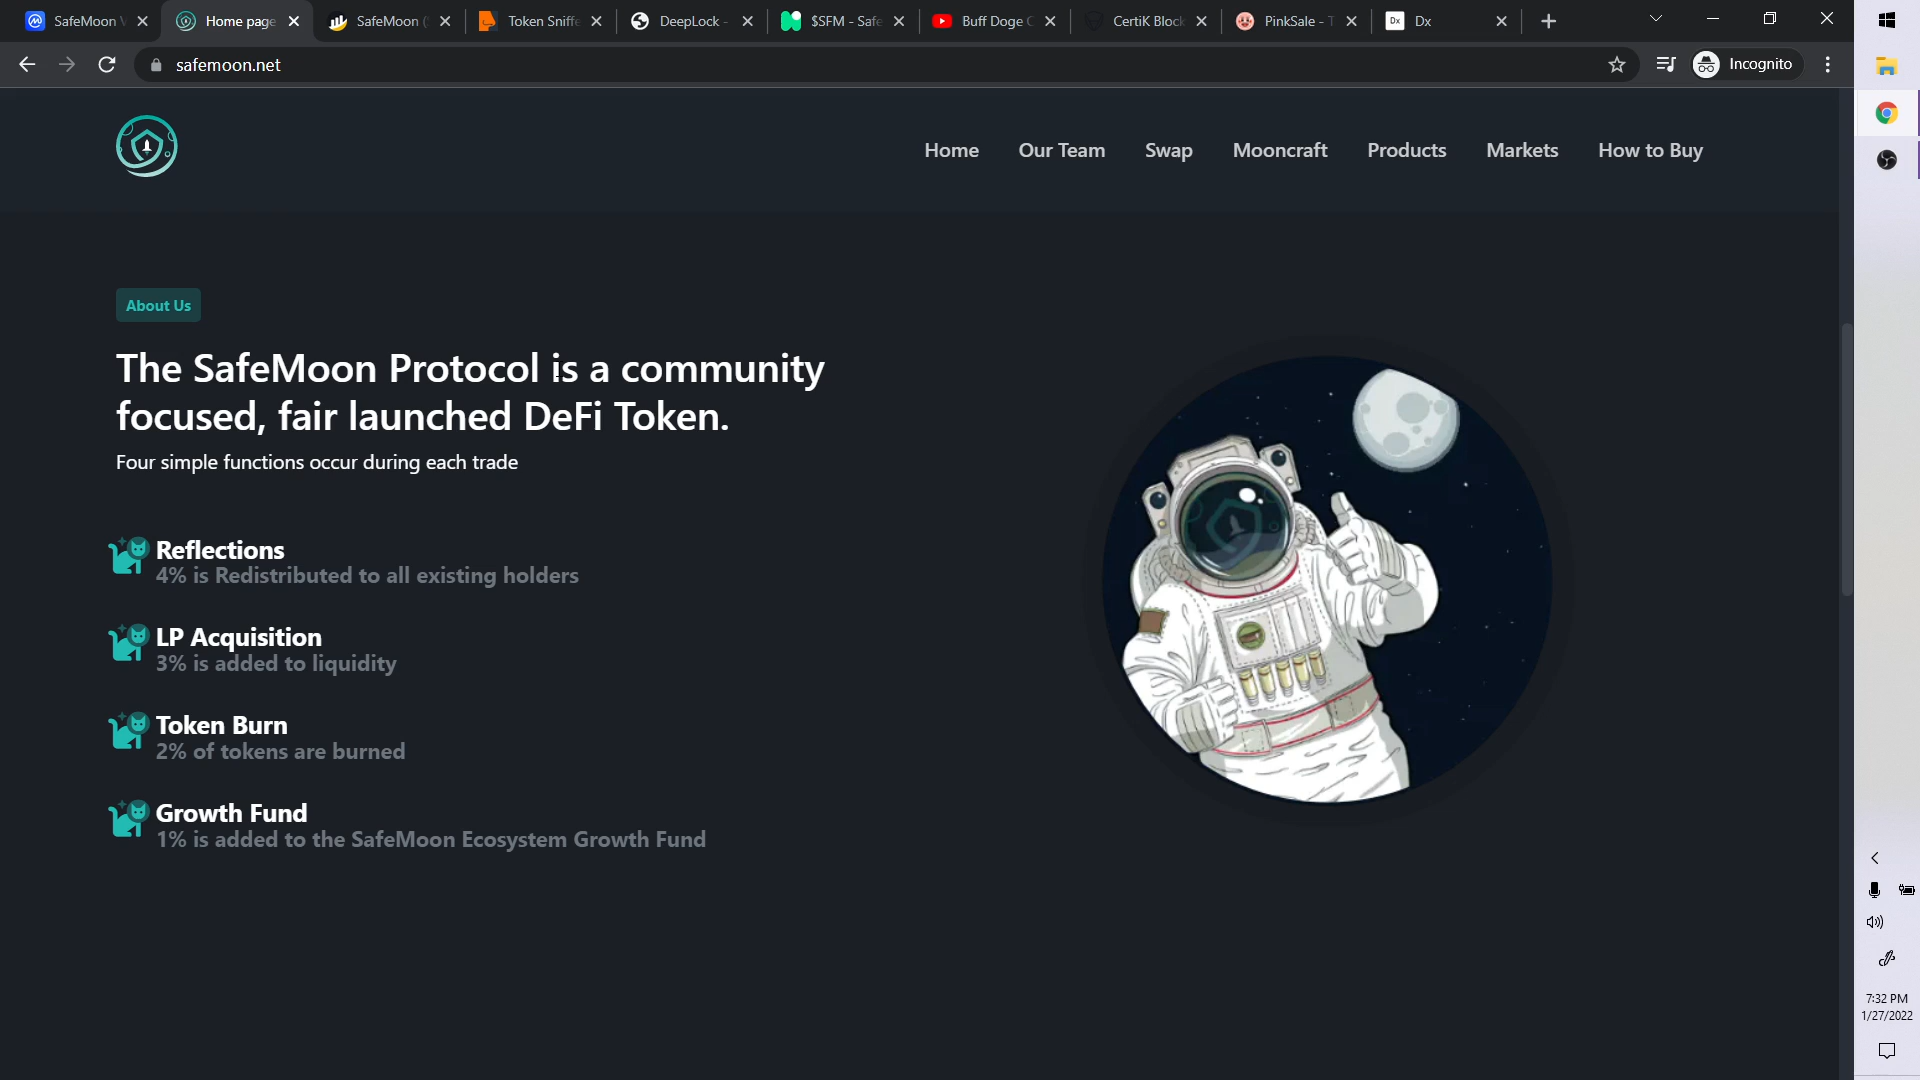 SafeMoon V
Home page
SafeMoon (
Token Sniffe
DeepLock -
$SFM - Safe
Buff Doge C
CertiK Block
PinkSale - T
Dx
Dx
safemoon.net
Incognito
Home
Our Team
Swap
Mooncraft
Products
Markets
How to Buy
About Us
The SafeMoon Protocol is a community
focused, fair launched DeFi Token.
Four simple functions occur during each trade
Reflections
4% is Redistributed to all existing holders
LP Acquisition
3% is added to liquidity
Token Burn
2% of tokens are burned
Growth Fund
1% is added to the SafeMoon Ecosystem Growth Fund
7:32 PM
1/27/2022